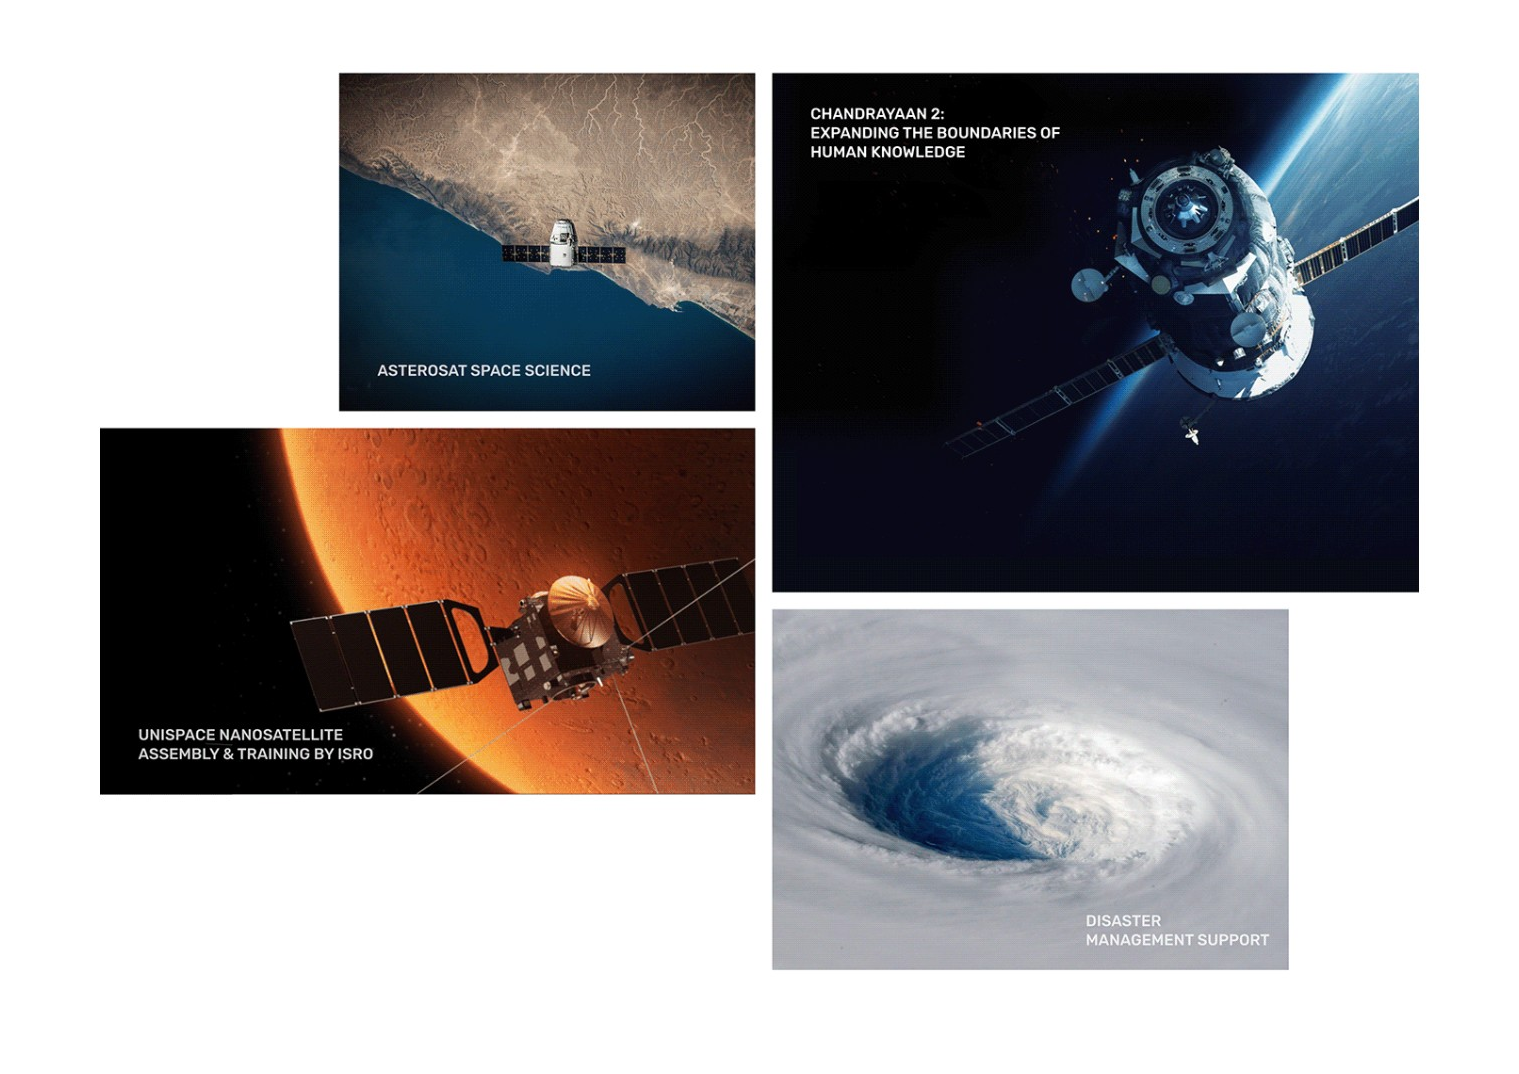 CHANDRAYAAN 2:
EXPANDING THE BOUNDARIES OF
HUMAN KNOWLEDGE
ASTEROSAT SPACE SCIENCE
UNISPACE NANOSATELLITE
ASSEMBLY & TRAINING BY ISRO
DISASTER
MANAGEMENT SUPPORT